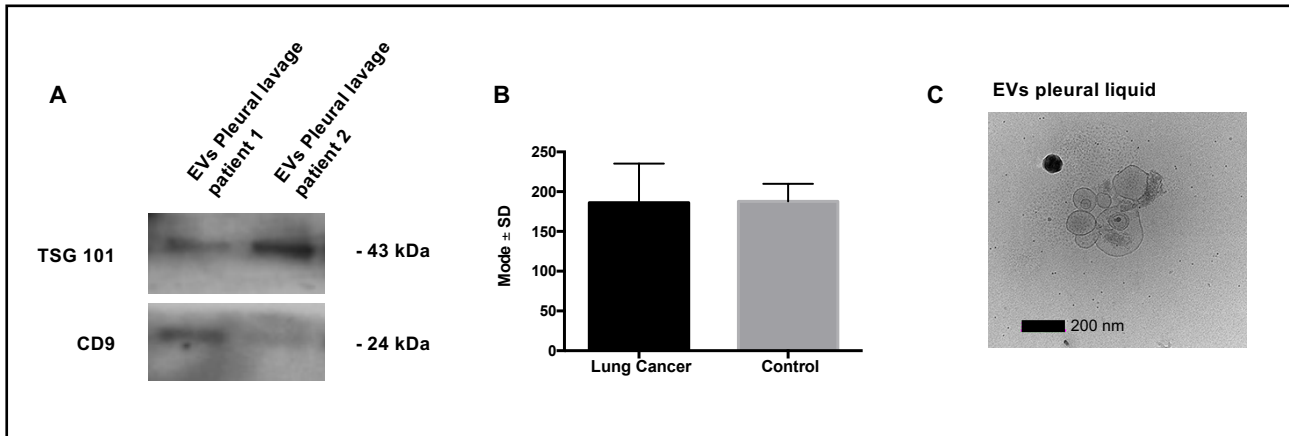 A
EVs Pleural lavage
patient 1
EVs Pleural lavage
patient 2
TSG 101
- 43 kDa
CD9
- 24 kDa
B
Mode ± SD
250
200
150
100
50
0
Lung Cancer
Control
C
EVs pleural liquid
200 nm